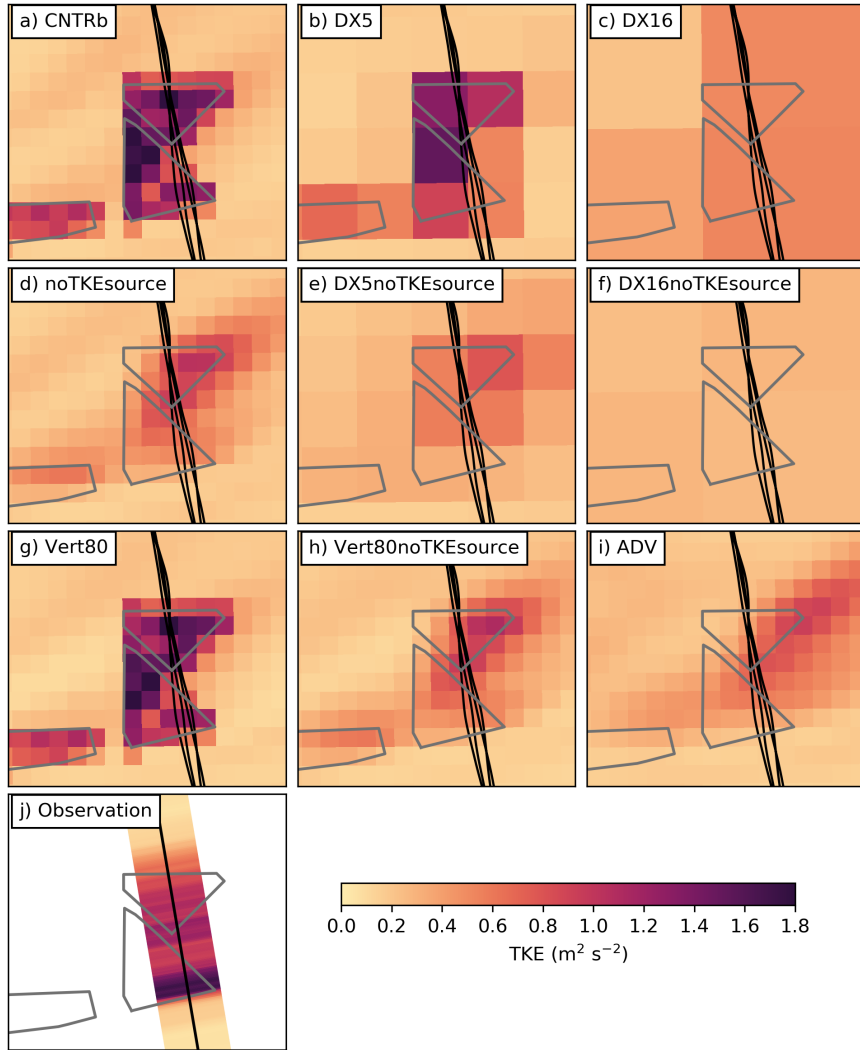 a) CNTRb
b) DX5
c) DX16
d) noTKEsource
e) DX5noTKEsource
f) DX16noTKEsource
g) Vert80
h) Vert80noTKEsource
i) ADV
j) Observation
0.0 0.2 0.4 0.6 0.8 1.0 1.2 1.4 1.6 1.8
TKE (m² s⁻²)